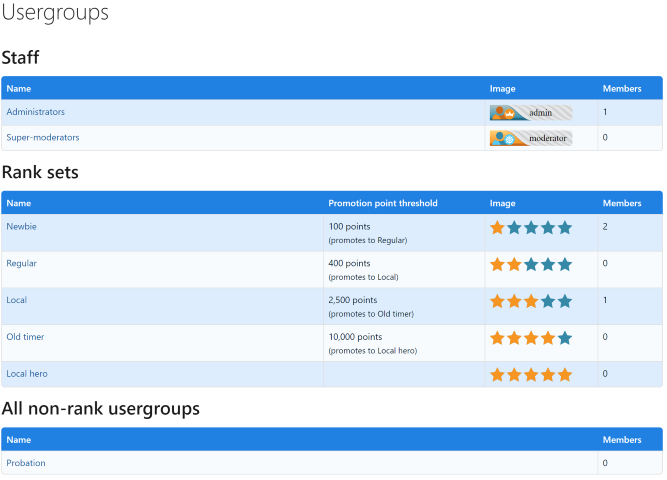 Usergroups
Staff
Name Image Members
Administrators admin 1
Super-moderators moderator 0
Rank sets
Name Promotion point threshold Image Members
Newbie 100 points 2
(promotes to Regular)
Regular 400 points 0
(promotes to Local)
Local 2,500 points 1
(promotes to Old timer)
Old timer 10,000 points 0
(promotes to Local hero)
Local hero 0
All non-rank usergroups
Name Members
Probation 0